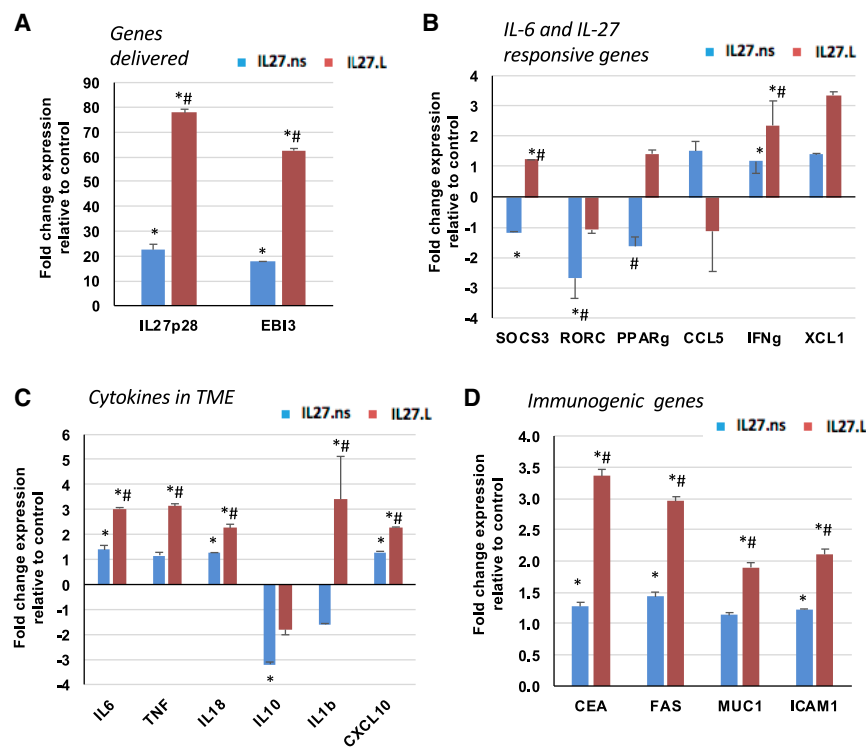 A
Genes
delivered
IL27.ns IL27.L
Fold change expression
relative to control
90
80
70
60
50
40
30
20
10
0
* *# * *#
IL27p28 EBI3
B
IL-6 and IL-27
responsive genes
IL27.ns IL27.L
Fold change expression
relative to control
4
3
2
1
0
-1
-2
-3
-4
* *# *# # * *#
SOCS3 RORC PPARg CCL5 IFNg XCL1
C
Cytokines in TME
IL27.ns IL27.L
Fold change expression
relative to control
6
5
4
3
2
1
0
-1
-2
-3
-4
* *# *# * *# * *# * *#
IL6 TNF IL18 IL10 IL1b CXCL10
D
Immunogenic genes
IL27.ns IL27.L
Fold change expression
relative to control
4.0
3.5
3.0
2.5
2.0
1.5
1.0
0.5
0.0
* *# * *# *# * *#
CEA FAS MUC1 ICAM1